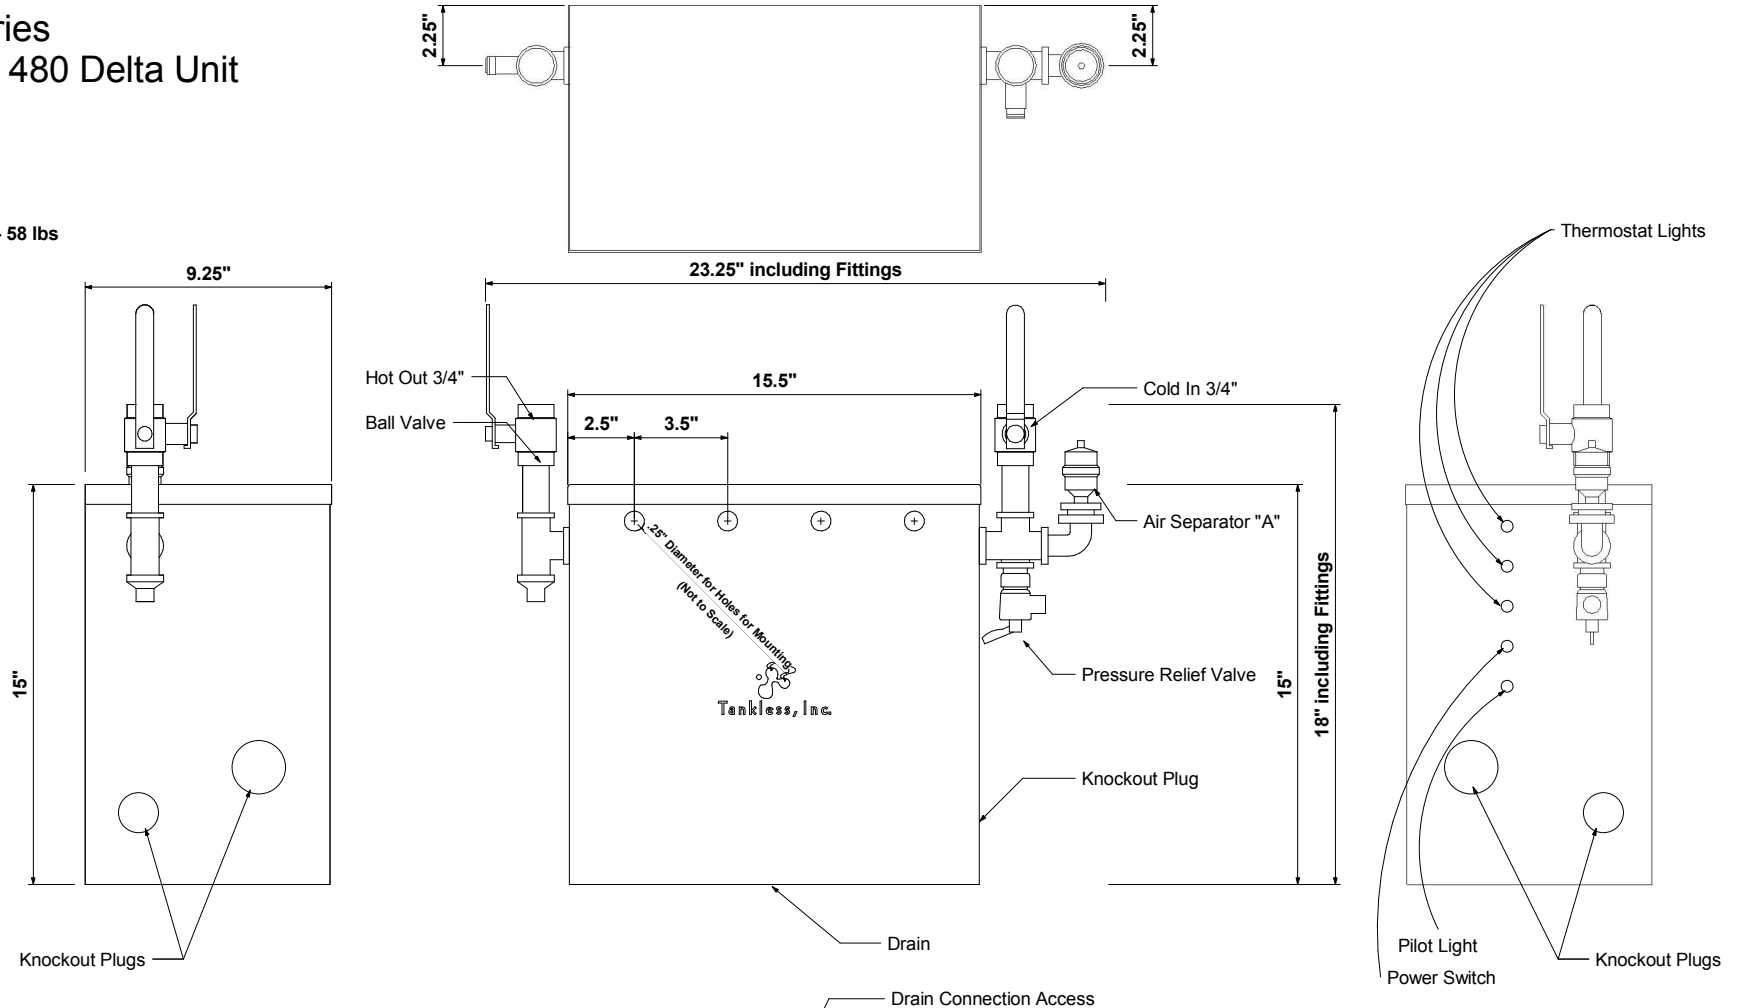 ries
480 Delta Unit
2.25"
2.25"
58 lbs
9.25"
23.25" including Fittings
Thermostat Lights
Hot Out 3/4"
15.5"
Cold In 3/4"
Ball Valve
2.5"
3.5"
Air Separator "A"
.25" Diameter for Holes for Mounting
(Not to Scale)
Tankless, Inc.
Pressure Relief Valve
15"
15"
18" including Fittings
Knockout Plug
Knockout Plugs
Drain
Pilot Light
Power Switch
Knockout Plugs
Drain Connection Access